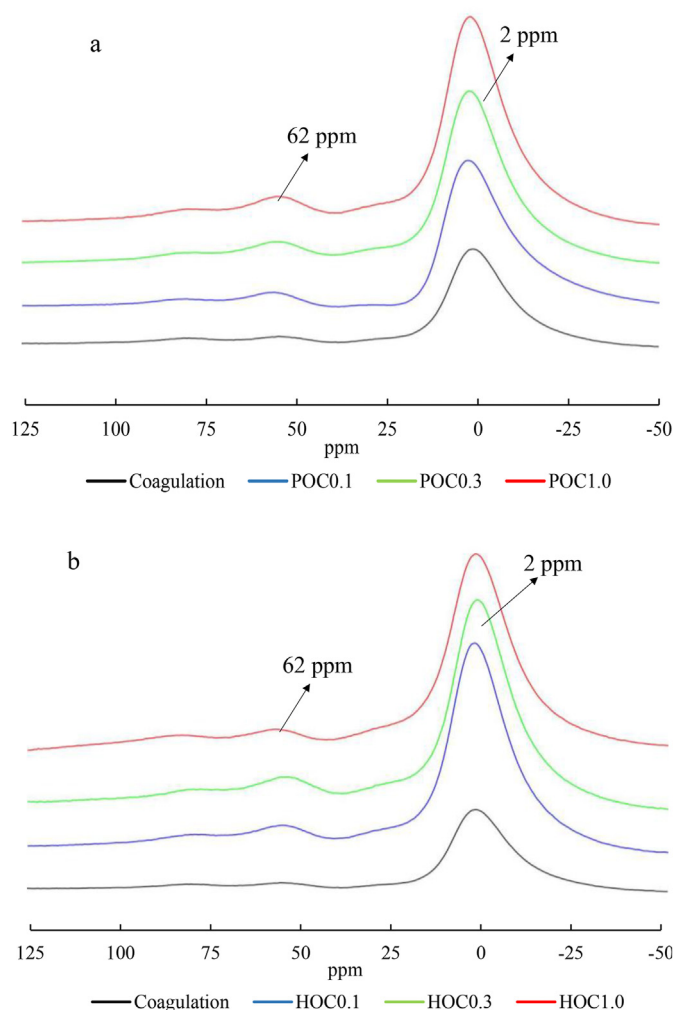 a
2 ppm
62 ppm
125 100 75 50 25 0 -25 -50
ppm
Coagulation POC0.1 POC0.3 POC1.0
b
2 ppm
62 ppm
125 100 75 50 25 0 -25 -50
ppm
Coagulation HOC0.1 HOC0.3 HOC1.0